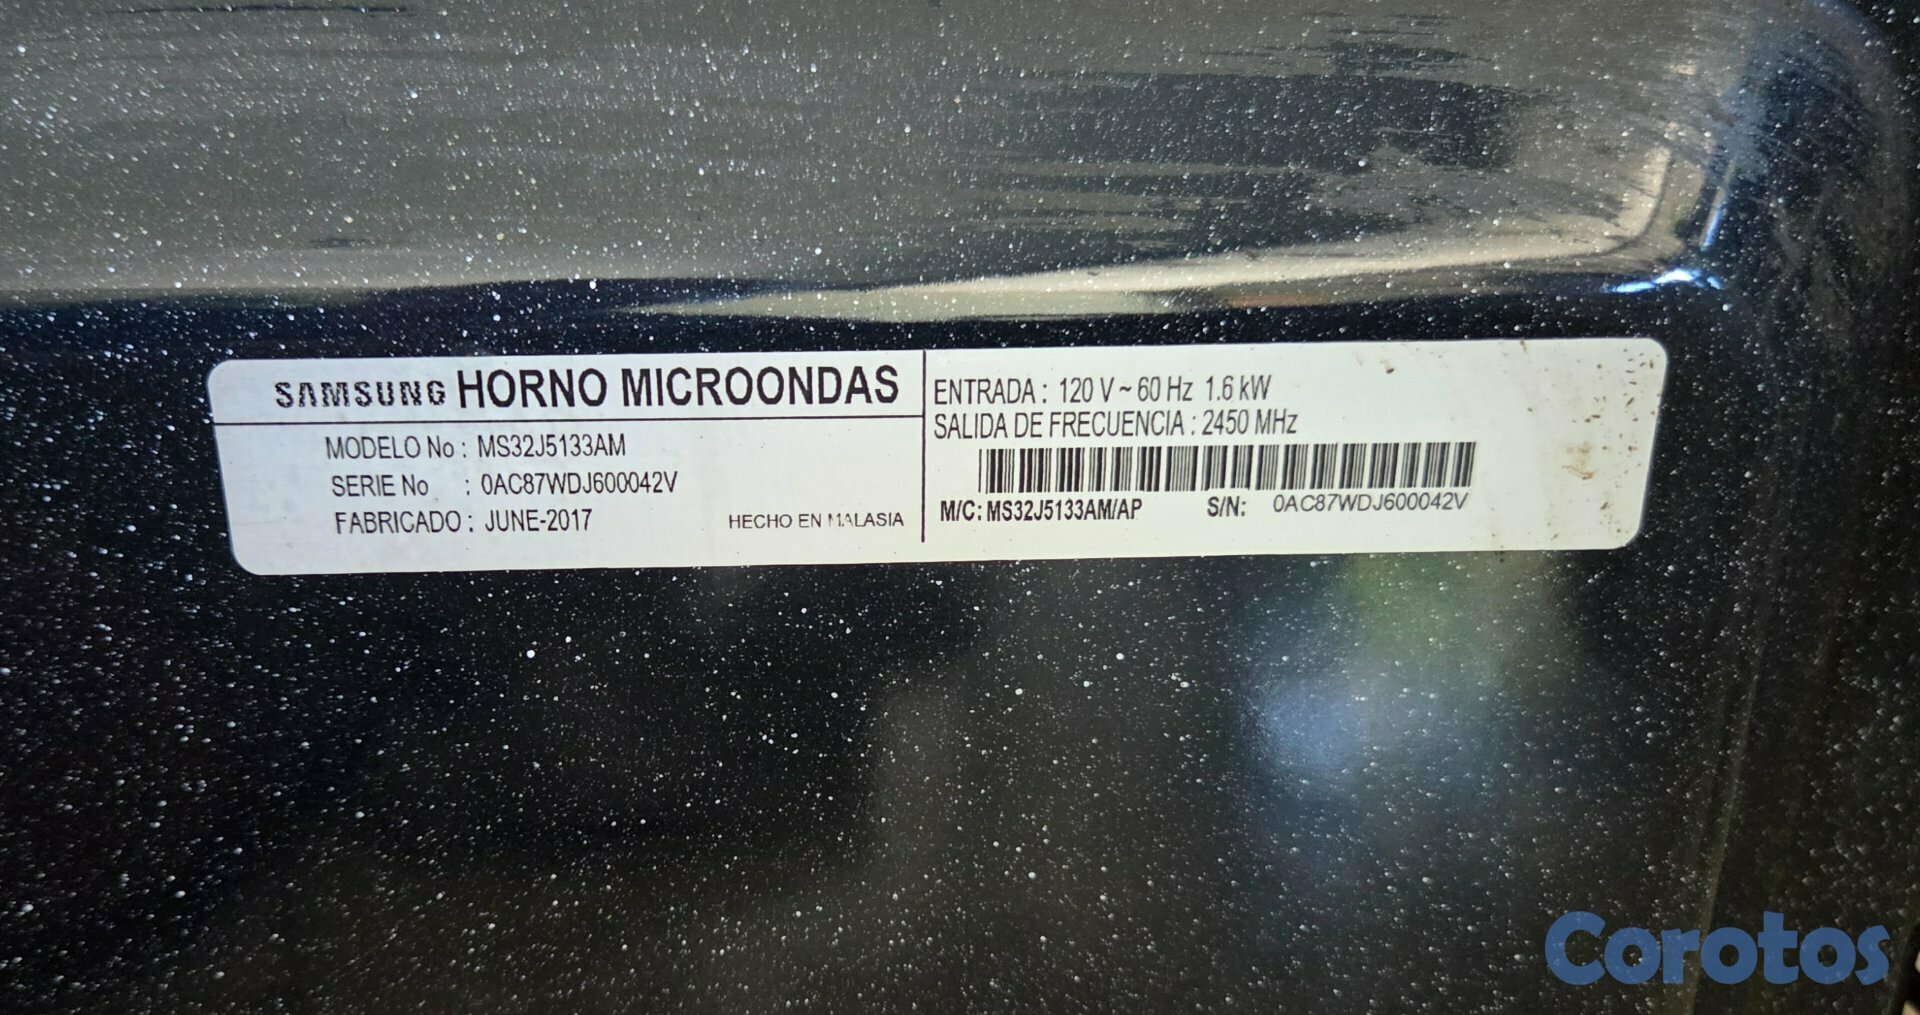 SAMSUNG HORNO MICROONDAS
MODELO No : MS32J5133AM
SERIE No : 0AC87WDJ600042V
FABRICADO : JUNE-2017
HECHO EN MALASIA
ENTRADA : 120 V ~ 60 Hz 1.6 kW
SALIDA DE FRECUENCIA : 2450 MHz
M/C: MS32J5133AM/AP S/N: 0AC87WDJ600042V
Corotos